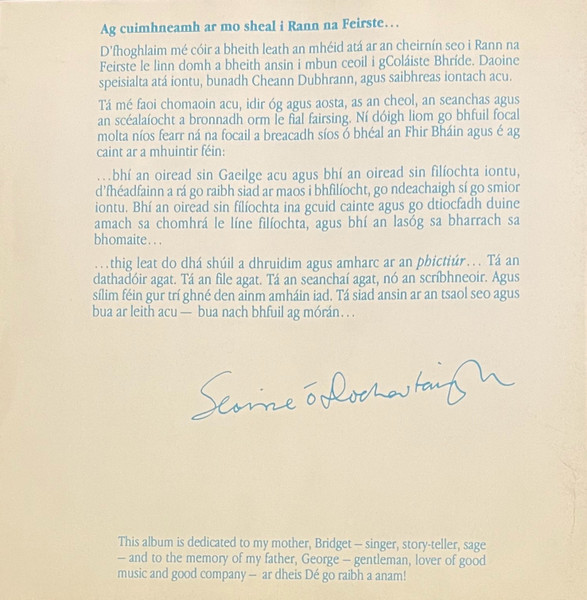 Ag cuimhneamh ar mo sheal i Rann na Feirste...
D'fhoghlaim mé cóir a bheith leath an mhéid atá ar an cheirnín seo i Rann na
Feirste le linn domh a bheith ansin i mbun ceoil i gColáiste Bhríde. Daoine
speisialta atá iontu, bunadh Cheann Dubhrann, agus saibhreas iontach acu.
Tá mé faoi chomaoin acu, idir óg agus aosta, as an cheol, an seanchas agus
an scéalaíocht a bronnadh orm le fial fairsing. Ní dóigh liom go bhfuil focal
molta níos fearr ná na focail a breacadh síos ó bhéal an Fhir Bháin agus é ag
caint ar a mhuintir féin:
...bhí an oiread sin Gaeilge acu agus bhí an oiread sin filíochta iontu,
d'fhéadfainn a rá go raibh siad ar maos i bhfilíocht, go ndeachaigh sí go smior
iontu. Bhí an oiread sin filíochta ina gcuid cainte agus go dtiocfadh duine
amach sa chomhrá le líne filíochta, agus bhí an lasóg sa bharrach sa
bhomaite...
...thig leat do dhá shúil a dhruidim agus amharc ar an phictiúr... Tá an
dathadóir agat. Tá an file agat. Tá an seanchaí agat, nó an scríbhneoir. Agus
sílim féin gur trí ghné den ainm amháin iad. Tá siad ansin ar an tsaol seo agus
bua ar leith acu — bua nach bhfuil ag mórán...
Seoirse ó Dochartaigh
This album is dedicated to my mother, Bridget – singer, story-teller, sage
– and to the memory of my father, George – gentleman, lover of good
music and good company – ar dheis Dé go raibh a anam!